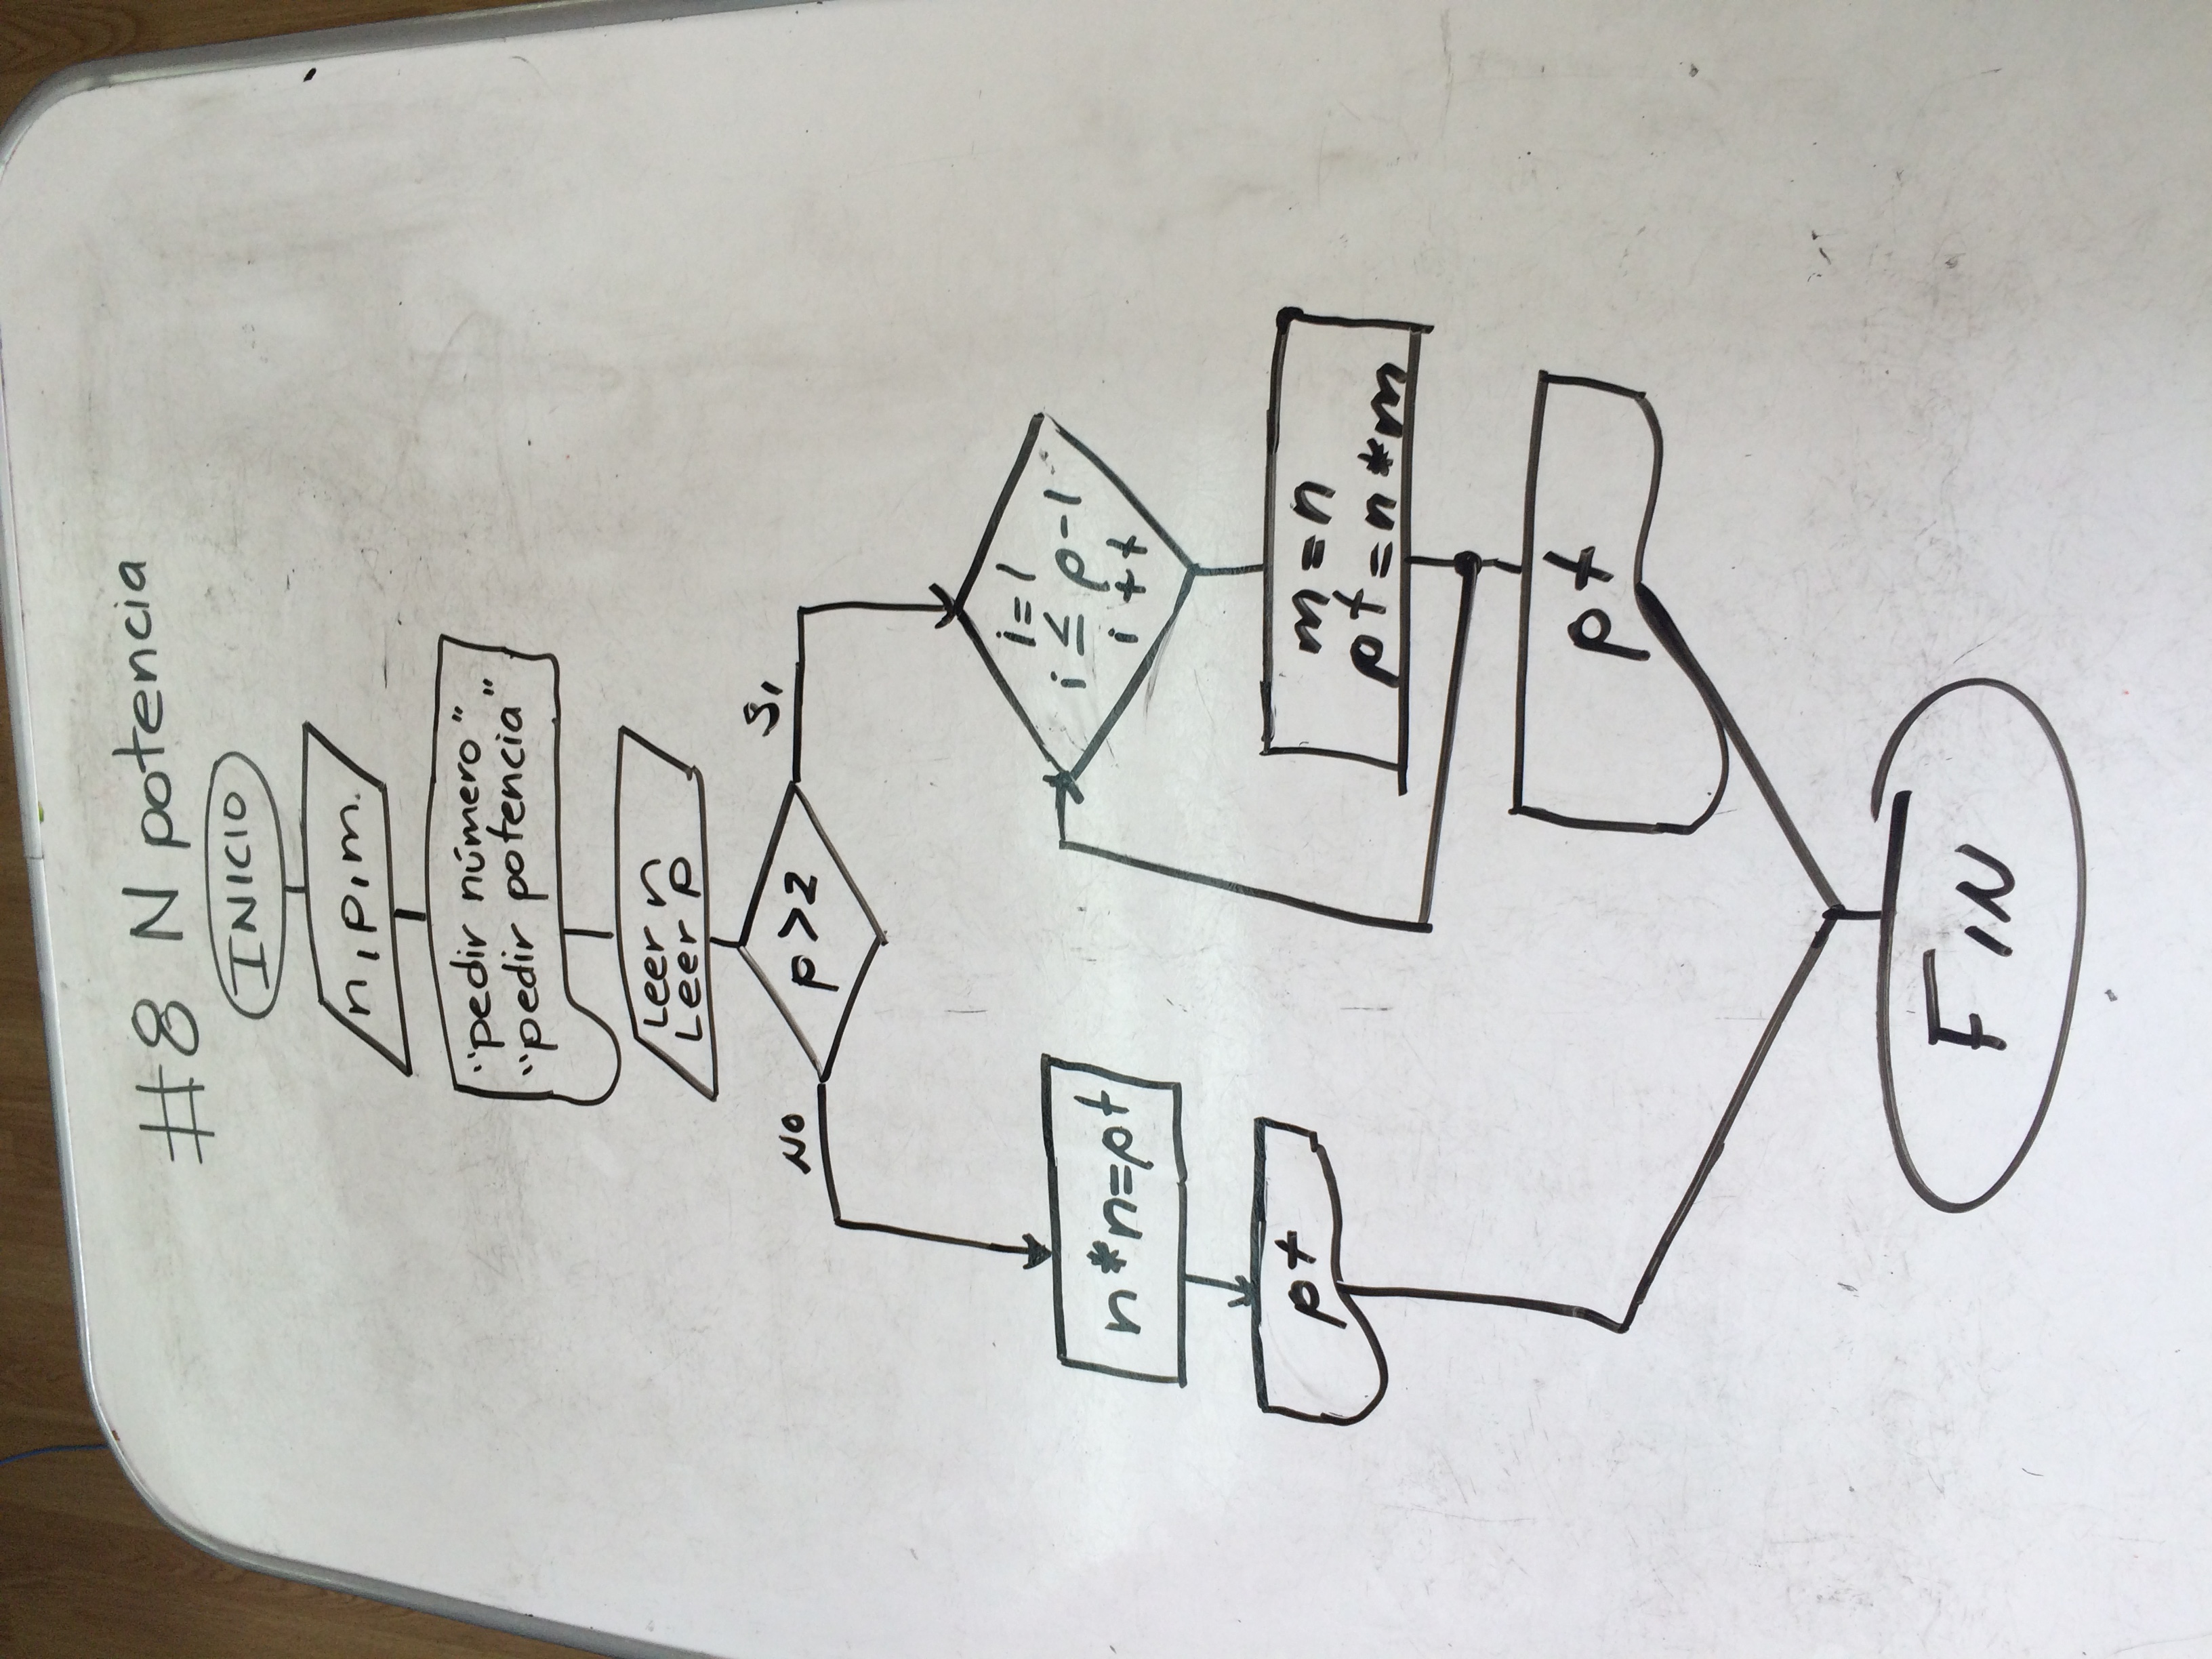 #8 N potencia
INICIO
n, p, m.
"pedir número"
"pedir potencia"
Leer n
Leer p
p>2
NO
Si
i=1
i ≤ p-1
i ++
n*n=pt
pt
m=n
pt=n*m
pt
FIN